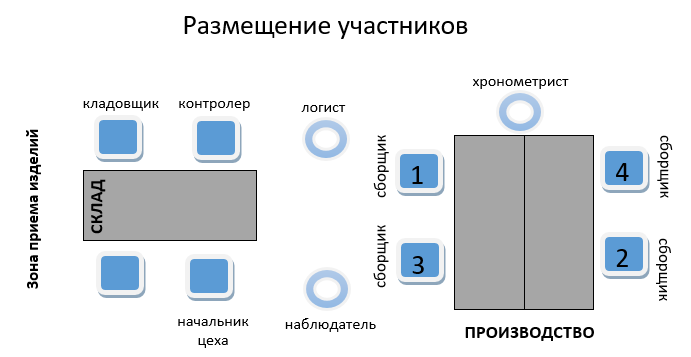 Размещение участников
хронометрист
кладовщик
контролер
логист
Зона приема изделий
СКЛАД
сборщик
1
4
сборщик
сборщик
3
2
сборщик
начальник
цеха
наблюдатель
ПРОИЗВОДСТВО